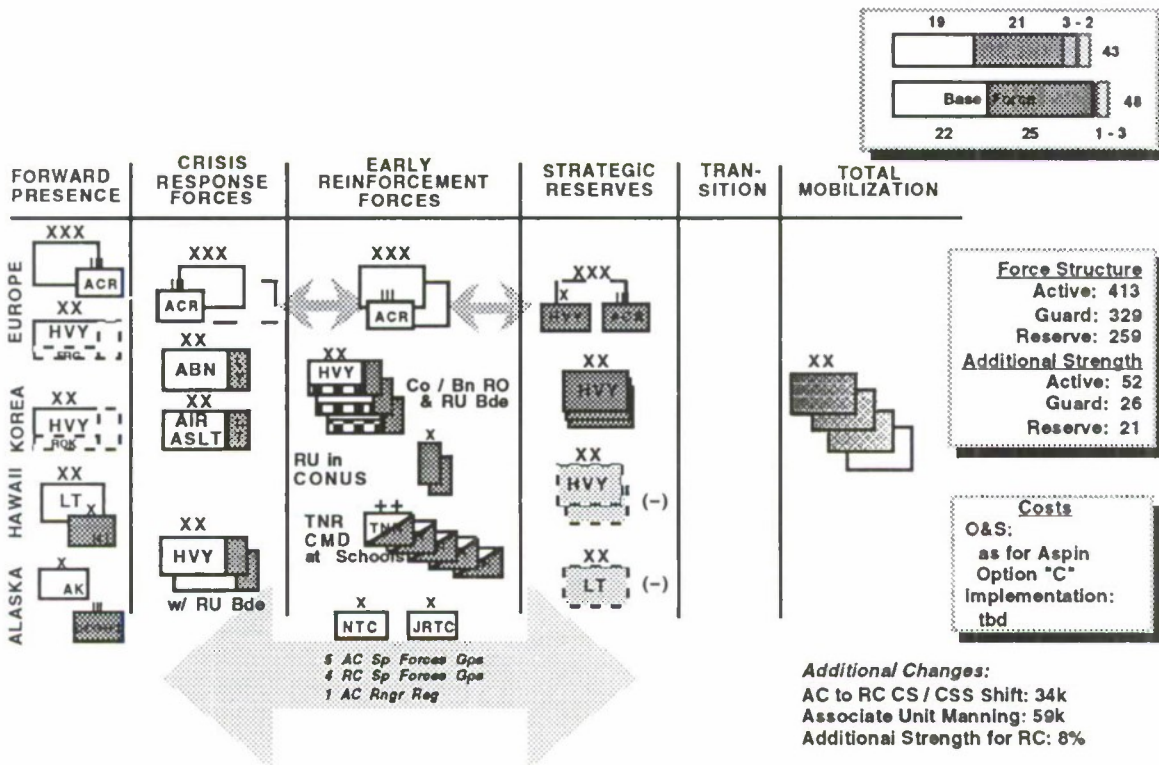 19 21 3 - 2
43
Base Force
48
22 25 1 - 3
FORWARD
PRESENCE
CRISIS
RESPONSE
FORCES
EARLY
REINFORCEMENT
FORCES
STRATEGIC
RESERVES
TRAN-
SITION
TOTAL
MOBILIZATION
EUROPE
XXX
III
ACR
XX
HVY
KOREA
XX
HVY
ROK
HAWAII
XX
LT
X
HI
ALASKA
X
AK
III
XXX
III
ACR
XX
ABN
XX
AIR
ASLT
XX
HVY
w/ RU Bde
XXX
III
ACR
XX
HVY
Co / Bn RO
& RU Bde
X
RU in
CONUS
++
TNR
TNR
CMD
at Schools
X X
NTC JRTC
5 AC Sp Forces Gps
4 RC Sp Forces Gps
1 AC Rngr Reg
XXX
X III
HVY ACR
XX
HVY
XX
HVY
(-)
XX
LT
(-)
XX
Force Structure
Active: 413
Guard: 329
Reserve: 259
Additional Strength
Active: 52
Guard: 26
Reserve: 21
Costs
O&S:
as for Aspin
Option "C"
Implementation:
tbd
Additional Changes:
AC to RC CS / CSS Shift: 34k
Associate Unit Manning: 59k
Additional Strength for RC: 8%